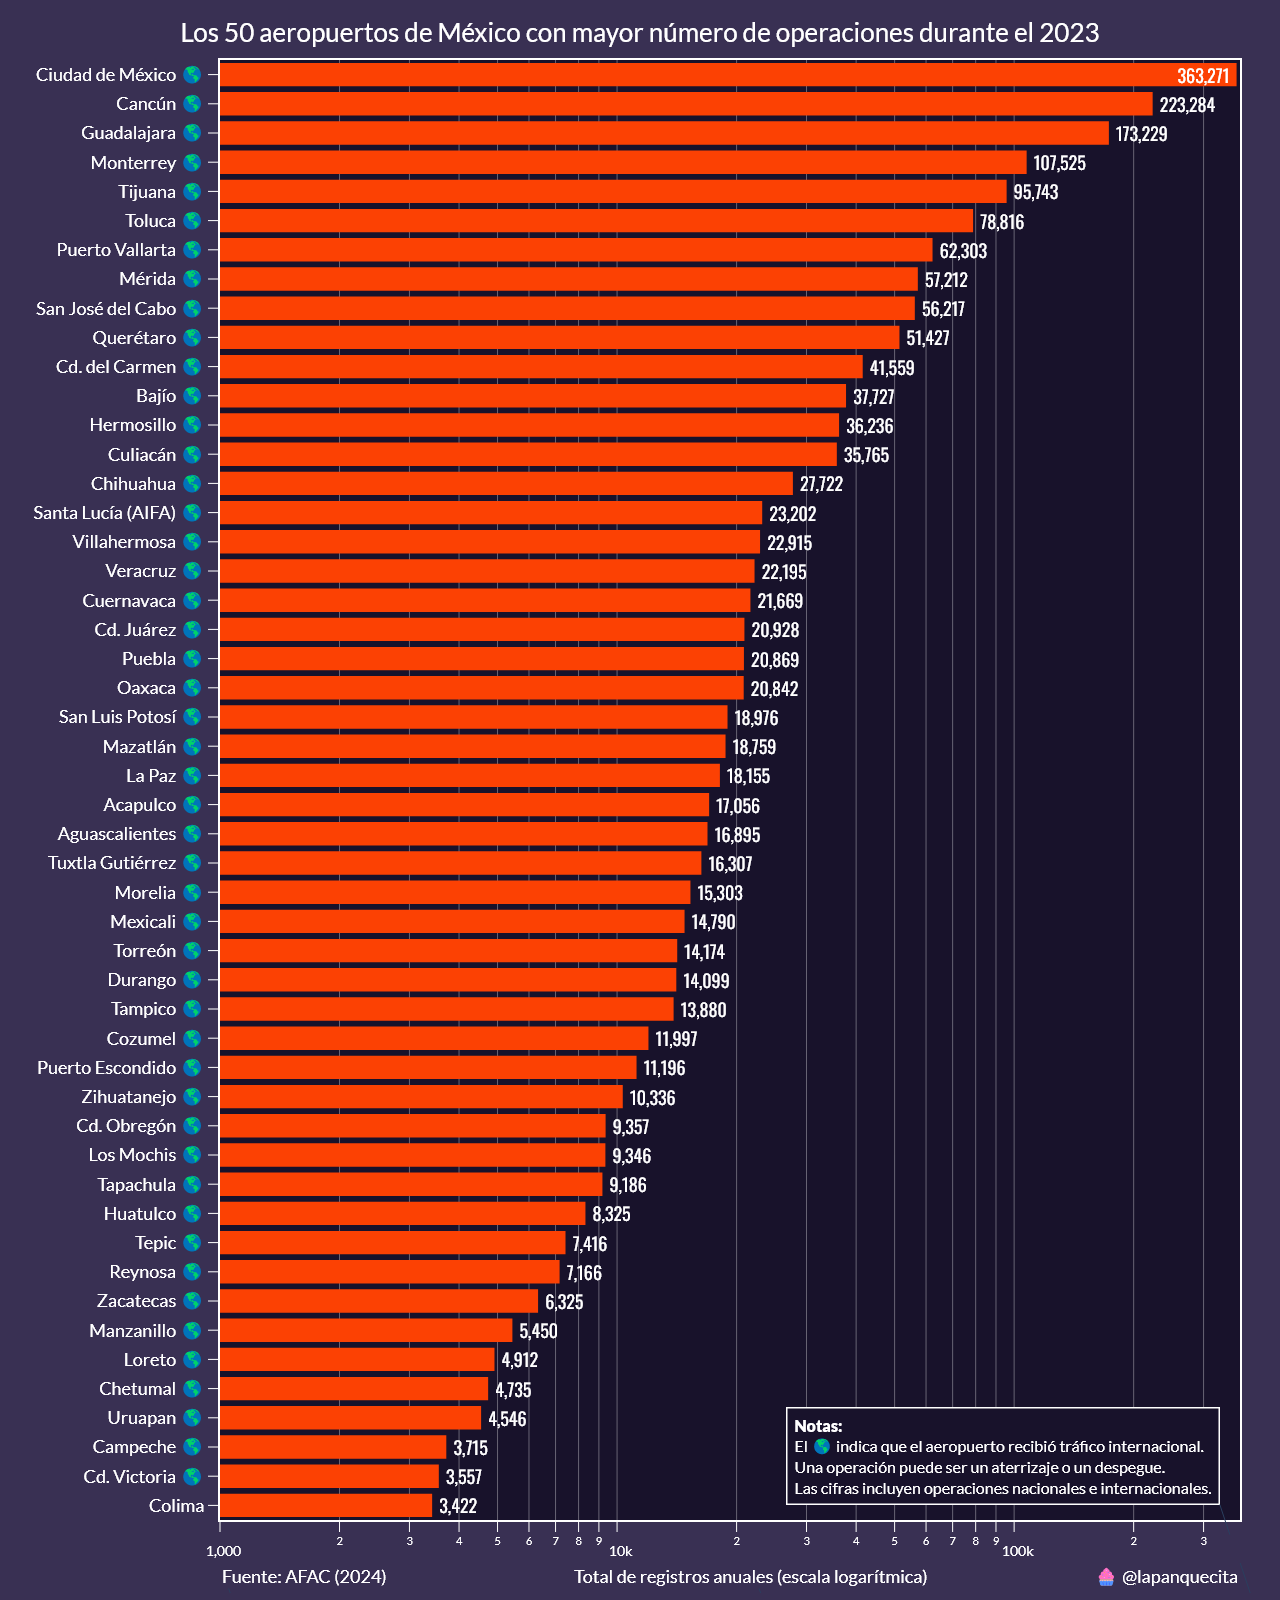 Los 50 aeropuertos de México con mayor número de operaciones durante el 2023
Ciudad de México 🌎 363,271
Cancún 🌎 223,284
Guadalajara 🌎 173,229
Monterrey 🌎 107,525
Tijuana 🌎 95,743
Toluca 🌎 78,816
Puerto Vallarta 🌎 62,303
Mérida 🌎 57,212
San José del Cabo 🌎 56,217
Querétaro 🌎 51,427
Cd. del Carmen 🌎 41,559
Bajío 🌎 37,727
Hermosillo 🌎 36,236
Culiacán 🌎 35,765
Chihuahua 🌎 27,722
Santa Lucía (AIFA) 🌎 23,202
Villahermosa 🌎 22,915
Veracruz 🌎 22,195
Cuernavaca 🌎 21,669
Cd. Juárez 🌎 20,928
Puebla 🌎 20,869
Oaxaca 🌎 20,842
San Luis Potosí 🌎 18,976
Mazatlán 🌎 18,759
La Paz 🌎 18,155
Acapulco 🌎 17,056
Aguascalientes 🌎 16,895
Tuxtla Gutiérrez 🌎 16,307
Morelia 🌎 15,303
Mexicali 🌎 14,790
Torreón 🌎 14,174
Durango 🌎 14,099
Tampico 🌎 13,880
Cozumel 🌎 11,997
Puerto Escondido 🌎 11,196
Zihuatanejo 🌎 10,336
Cd. Obregón 🌎 9,357
Los Mochis 🌎 9,346
Tapachula 🌎 9,186
Huatulco 🌎 8,325
Tepic 🌎 7,416
Reynosa 🌎 7,166
Zacatecas 🌎 6,325
Manzanillo 🌎 5,450
Loreto 🌎 4,912
Chetumal 🌎 4,735
Uruapan 🌎 4,546
Campeche 🌎 3,715
Cd. Victoria 🌎 3,557
Colima 3,422
Notas:
El 🌎 indica que el aeropuerto recibió tráfico internacional.
Una operación puede ser un aterrizaje o un despegue.
Las cifras incluyen operaciones nacionales e internacionales.
1,000 2 3 4 5 6 7 8 9 10k 2 3 4 5 6 7 8 9 100k 2 3
Fuente: AFAC (2024) Total de registros anuales (escala logarítmica) 🧁 @lapanquecita